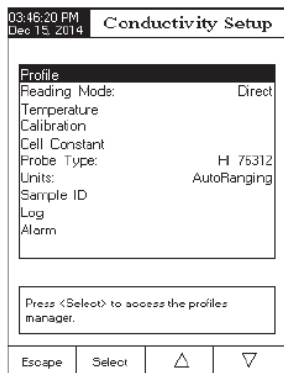 03:46:20 PM
Dec 15, 2014
Conductivity Setup
Profile
Reading Mode: Direct
Temperature
Calibration
Cell Constant
Probe Type: HI 76312
Units: AutoRanging
Sample ID
Log
Alarm
Press <Select> to access the profiles
manager.
Escape Select △ ▽